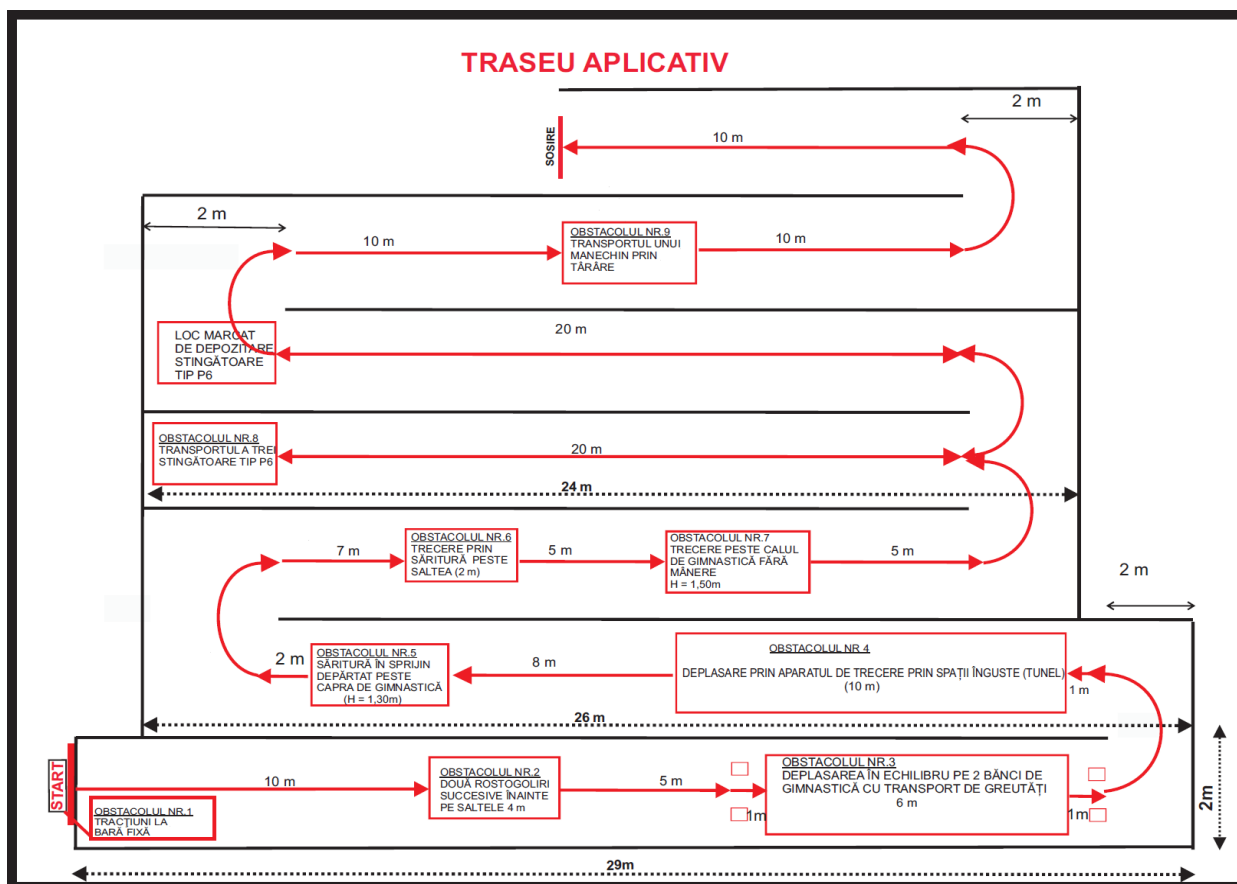 TRASEU APLICATIV
2 m
10 m
SOSIRE
2 m
10 m
OBSTACOLUL NR.9
TRANSPORTUL UNUI
MANECHIN PRIN
TÂRÂRE
10 m
LOC MARCAT
DE DEPOZITARE
STINGĂTOARE
TIP P6
20 m
OBSTACOLUL NR.8
TRANSPORTUL A TREI
STINGĂTOARE TIP P6
20 m
24 m
7 m
OBSTACOLUL NR.6
TRECERE PRIN
SĂRITURĂ PESTE
SALTEA (2 m)
5 m
OBSTACOLUL NR.7
TRECERE PESTE CALUL
DE GIMNASTICĂ FĂRĂ
MÂNERE
H = 1,50m
5 m
2 m
2 m
OBSTACOLUL NR.5
SĂRITURĂ ÎN SPRIJIN
DEPĂRTAT PESTE
CAPRA DE GIMNASTICĂ
(H = 1,30m)
8 m
OBSTACOLUL NR 4
DEPLASARE PRIN APARATUL DE TRECERE PRIN SPAȚII ÎNGUSTE (TUNEL)
(10 m)
1 m
26 m
START
OBSTACOLUL NR.1
TRACȚIUNI LA
BARĂ FIXĂ
10 m
OBSTACOLUL NR.2
DOUĂ ROSTOGOLIRI
SUCCESIVE ÎNAINTE
PE SALTELE 4 m
5 m
1m
OBSTACOLUL NR.3
DEPLASAREA ÎN ECHILIBRU PE 2 BĂNCI DE
GIMNASTICĂ CU TRANSPORT DE GREUTĂȚI
6 m
1m
2m
29m